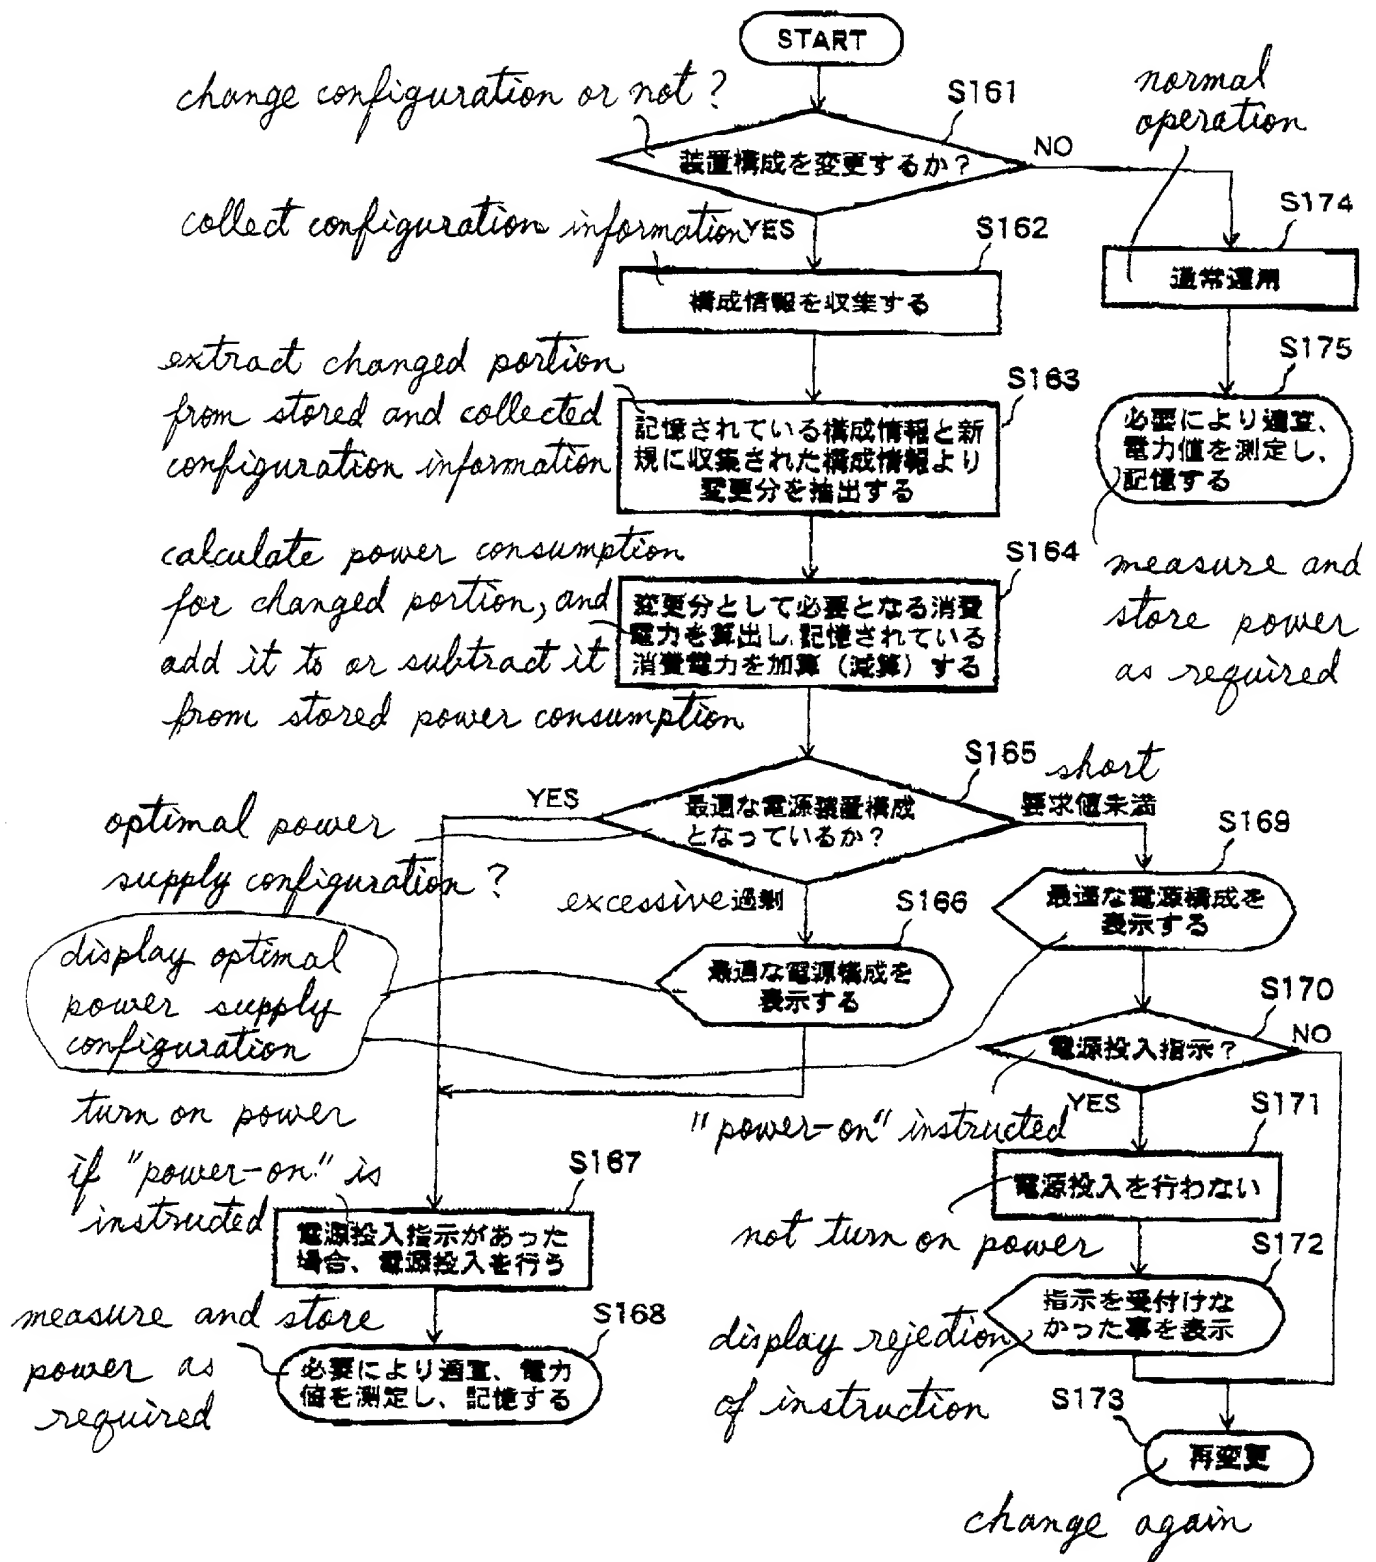 START
change configuration or not?
S161
normal
operation
装置構成を変更するか?
NO
collect configuration information
YES
S162
S174
構成情報を収集する
通常運用
extract changed portion
from stored and collected
configuration information
S163
S175
記憶されている構成情報と新
規に収集された構成情報より
変更分を抽出する
必要により適宜、
電力値を測定し、
記憶する
calculate power consumption
for changed portion, and
add it to or subtract it
from stored power consumption
S164
変更分として必要となる消費
電力を算出し、記憶されている
消費電力を加算(減算)する
measure and
store power
as required
S165
short
YES
最適な電源装置構成
となっているか?
要求値未満
optimal power
supply configuration?
S169
excessive
過剰
S166
最適な電源構成を
表示する
display optimal
power supply
configuration
最適な電源構成を
表示する
S170
電源投入指示?
NO
turn on power
if "power-on" is
instructed
"power-on" instructed
YES
S171
S167
電源投入を行わない
電源投入指示があった
場合、電源投入を行う
not turn on power
S172
measure and store
power as
required
S168
必要により適宜、電力
値を測定し、記憶する
指示を受付けな
かった事を表示
display rejection
of instruction
S173
再変更
change again